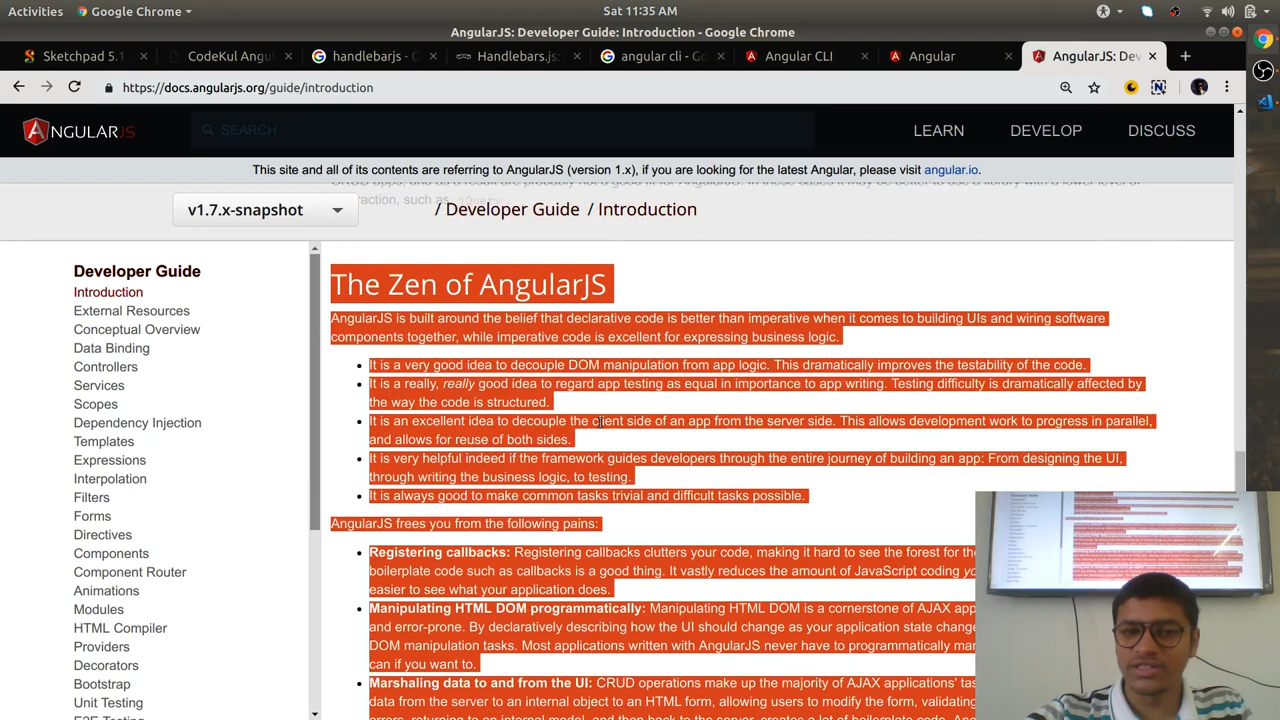 Activities Google Chrome Sat 11:35 AM
AngularJS: Developer Guide: Introduction - Google Chrome
Sketchpad 5.1 CodeKul Angu handlebarjs - G Handlebars.js: angular cli - Go Angular CLI Angular AngularJS: Dev
https://docs.angularjs.org/guide/introduction
ANGULARJS SEARCH LEARN DEVELOP DISCUSS
This site and all of its contents are referring to AngularJS (version 1.x), if you are looking for the latest Angular, please visit angular.io.
v1.7.x-snapshot / Developer Guide / Introduction
The Zen of AngularJS
AngularJS is built around the belief that declarative code is better than imperative when it comes to building UIs and wiring software
components together, while imperative code is excellent for expressing business logic.
It is a very good idea to decouple DOM manipulation from app logic. This dramatically improves the testability of the code.
It is a really, really good idea to regard app testing as equal in importance to app writing. Testing difficulty is dramatically affected by
the way the code is structured.
It is an excellent idea to decouple the client side of an app from the server side. This allows development work to progress in parallel,
and allows for reuse of both sides.
It is very helpful indeed if the framework guides developers through the entire journey of building an app: From designing the UI,
through writing the business logic, to testing.
It is always good to make common tasks trivial and difficult tasks possible.
AngularJS frees you from the following pains:
Registering callbacks: Registering callbacks clutters your code, making it hard to see the forest for the
boilerplate code such as callbacks is a good thing. It vastly reduces the amount of JavaScript coding yo
easier to see what your application does.
Manipulating HTML DOM programmatically: Manipulating HTML DOM is a cornerstone of AJAX app
and error-prone. By declaratively describing how the UI should change as your application state change
DOM manipulation tasks. Most applications written with AngularJS never have to programmatically mar
can if you want to.
Marshaling data to and from the UI: CRUD operations make up the majority of AJAX applications' tas
data from the server to an internal object to an HTML form, allowing users to modify the form, validating
Developer Guide
Introduction
External Resources
Conceptual Overview
Data Binding
Controllers
Services
Scopes
Dependency Injection
Templates
Expressions
Interpolation
Filters
Forms
Directives
Components
Component Router
Animations
Modules
HTML Compiler
Providers
Decorators
Bootstrap
Unit Testing
E2E Testing